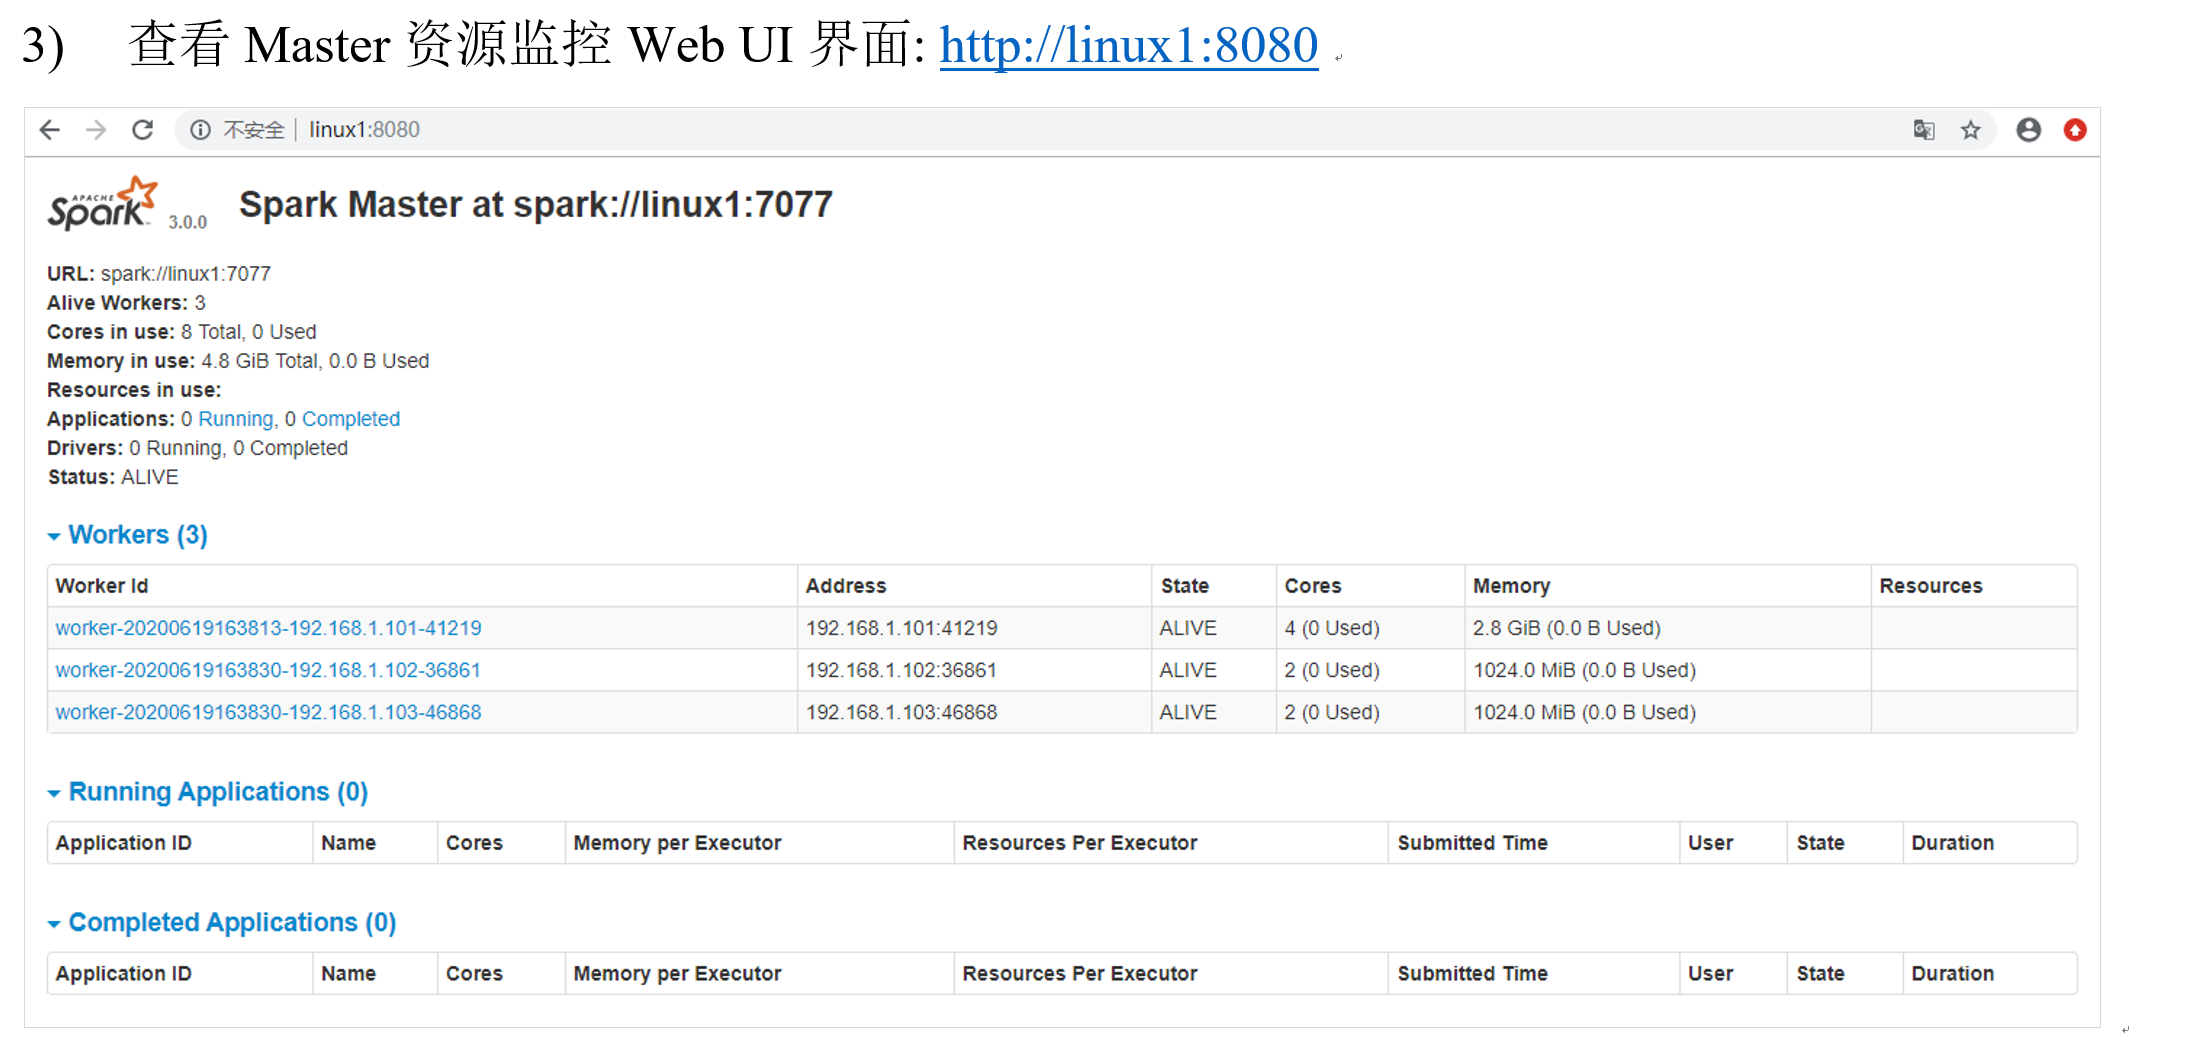 3) 查看 Master 资源监控 Web UI 界面: http://linux1:8080
不安全 | linux1:8080
APACHE Spark 3.0.0 Spark Master at spark://linux1:7077
URL: spark://linux1:7077
Alive Workers: 3
Cores in use: 8 Total, 0 Used
Memory in use: 4.8 GiB Total, 0.0 B Used
Resources in use:
Applications: 0 Running, 0 Completed
Drivers: 0 Running, 0 Completed
Status: ALIVE
Workers (3)
Worker Id Address State Cores Memory Resources
worker-20200619163813-192.168.1.101-41219 192.168.1.101:41219 ALIVE 4 (0 Used) 2.8 GiB (0.0 B Used)
worker-20200619163830-192.168.1.102-36861 192.168.1.102:36861 ALIVE 2 (0 Used) 1024.0 MiB (0.0 B Used)
worker-20200619163830-192.168.1.103-46868 192.168.1.103:46868 ALIVE 2 (0 Used) 1024.0 MiB (0.0 B Used)
Running Applications (0)
Application ID Name Cores Memory per Executor Resources Per Executor Submitted Time User State Duration
Completed Applications (0)
Application ID Name Cores Memory per Executor Resources Per Executor Submitted Time User State Duration